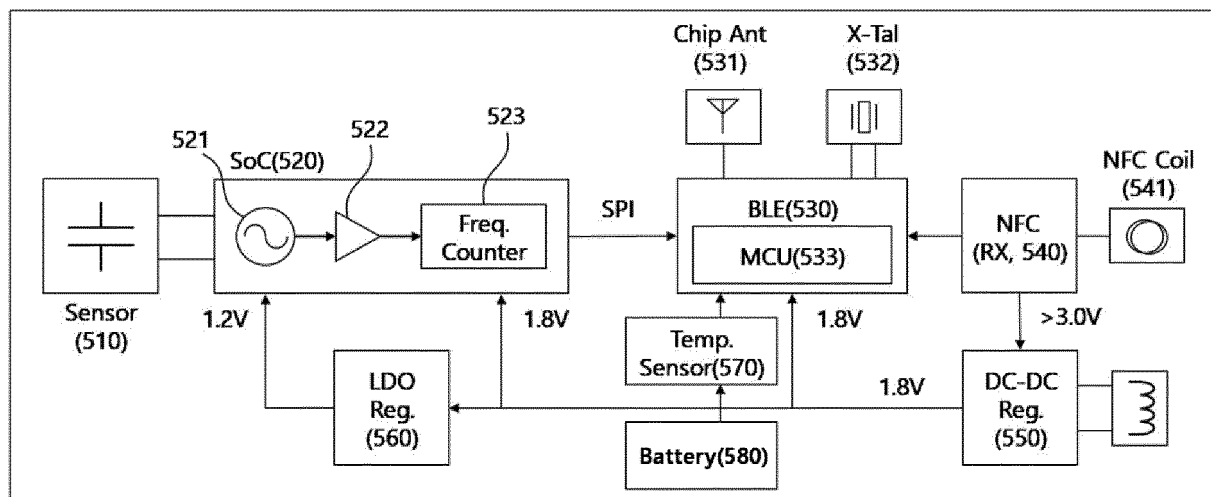 Chip Ant
(531)
X-Tal
(532)
521
522
523
SoC(520)
NFC Coil
(541)
Freq.
Counter
SPI
BLE(530)
MCU(533)
NFC
(RX, 540)
Sensor
(510)
1.2V
1.8V
1.8V
>3.0V
Temp.
Sensor(570)
LDO
Reg.
(560)
1.8V
DC-DC
Reg.
(550)
Battery(580)